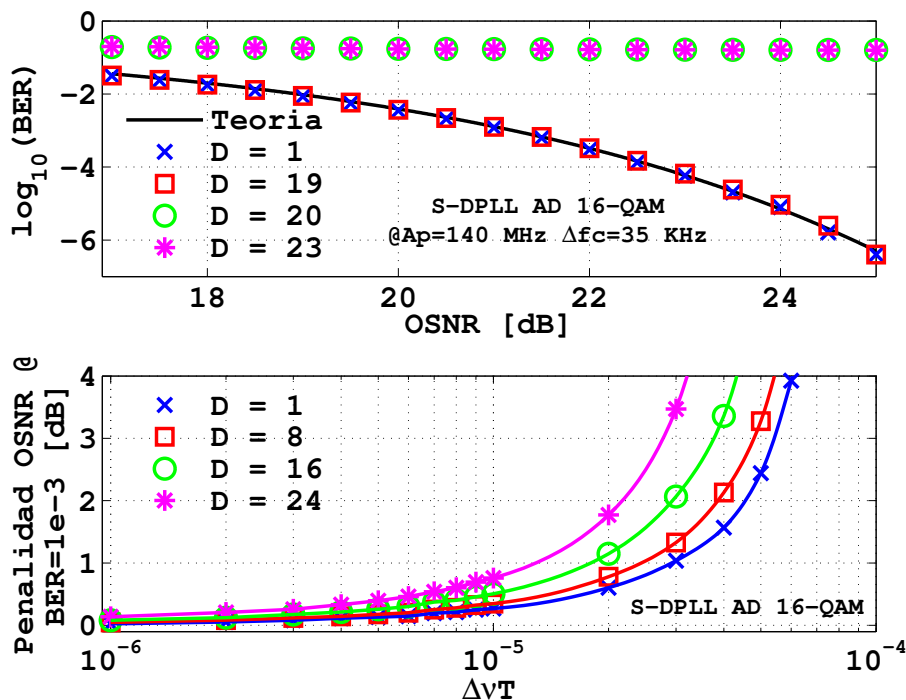 0
−2
−4
−6
log10(BER)
Teoria
D = 1
D = 19
D = 20
D = 23
S-DPLL AD 16-QAM
@Ap=140 MHz Δfc=35 KHz
18 20 22 24
OSNR [dB]
4
3
2
1
0
Penalidad OSNR @
BER=1e-3 [dB]
D = 1
D = 8
D = 16
D = 24
S-DPLL AD 16-QAM
10^-6 10^-5 10^-4
ΔνT